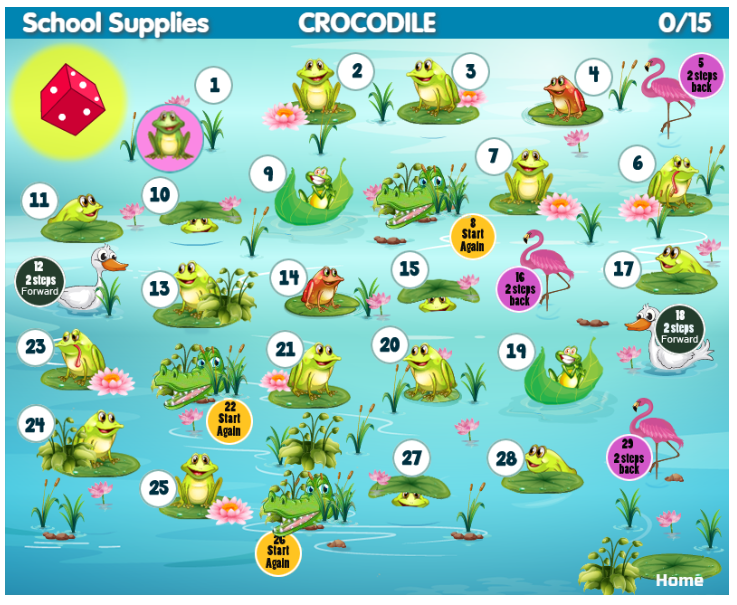 School Supplies CROCODILE 0/15
1
2
3
4
5
2 steps
back
6
7
8
Start
Again
9
10
11
12
2 steps
Forward
13
14
15
16
2 steps
back
17
18
2 steps
Forward
19
20
21
22
Start
Again
23
24
25
26
Start
Again
27
28
29
2 steps
back
Home